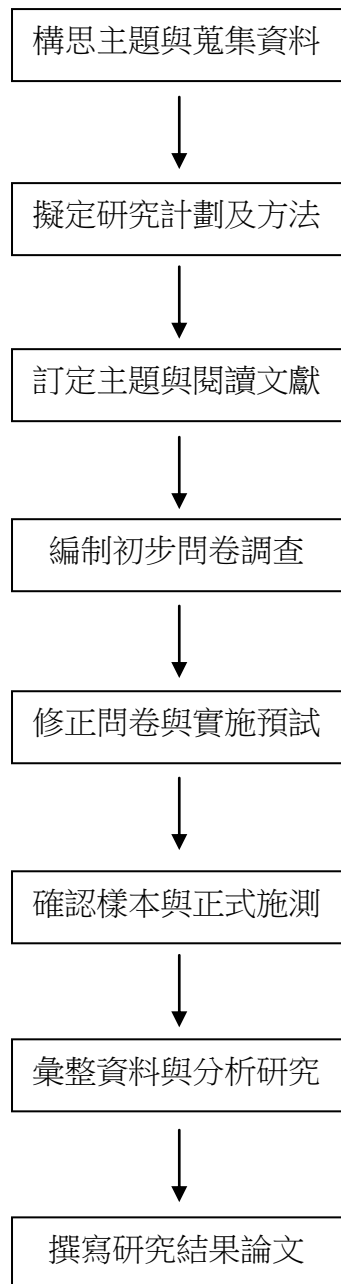 構思主題與蒐集資料
擬定研究計劃及方法
訂定主題與閱讀文獻
編制初步問卷調查
修正問卷與實施預試
確認樣本與正式施測
彙整資料與分析研究
撰寫研究結果論文